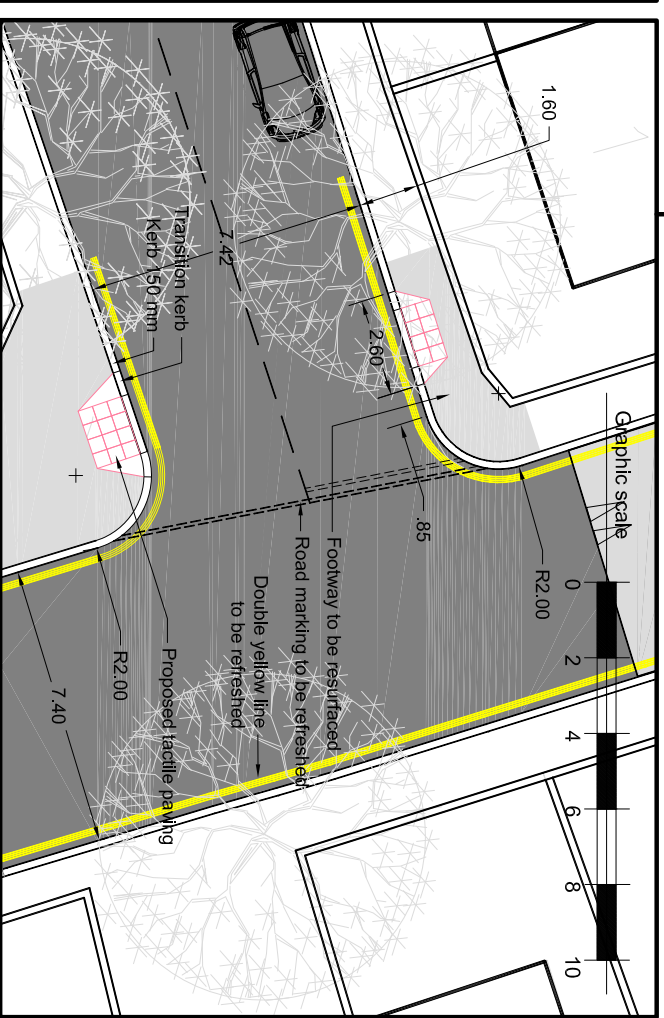 Graphic scale
0
2
4
6
8
10
1.60
7.42
2.60
.85
R2.00
Transition kerb
Kerb 150 mm
Footway to be resurfaced
Road marking to be refreshed
Double yellow line
to be refreshed
Proposed tactile paving
R2.00
7.40